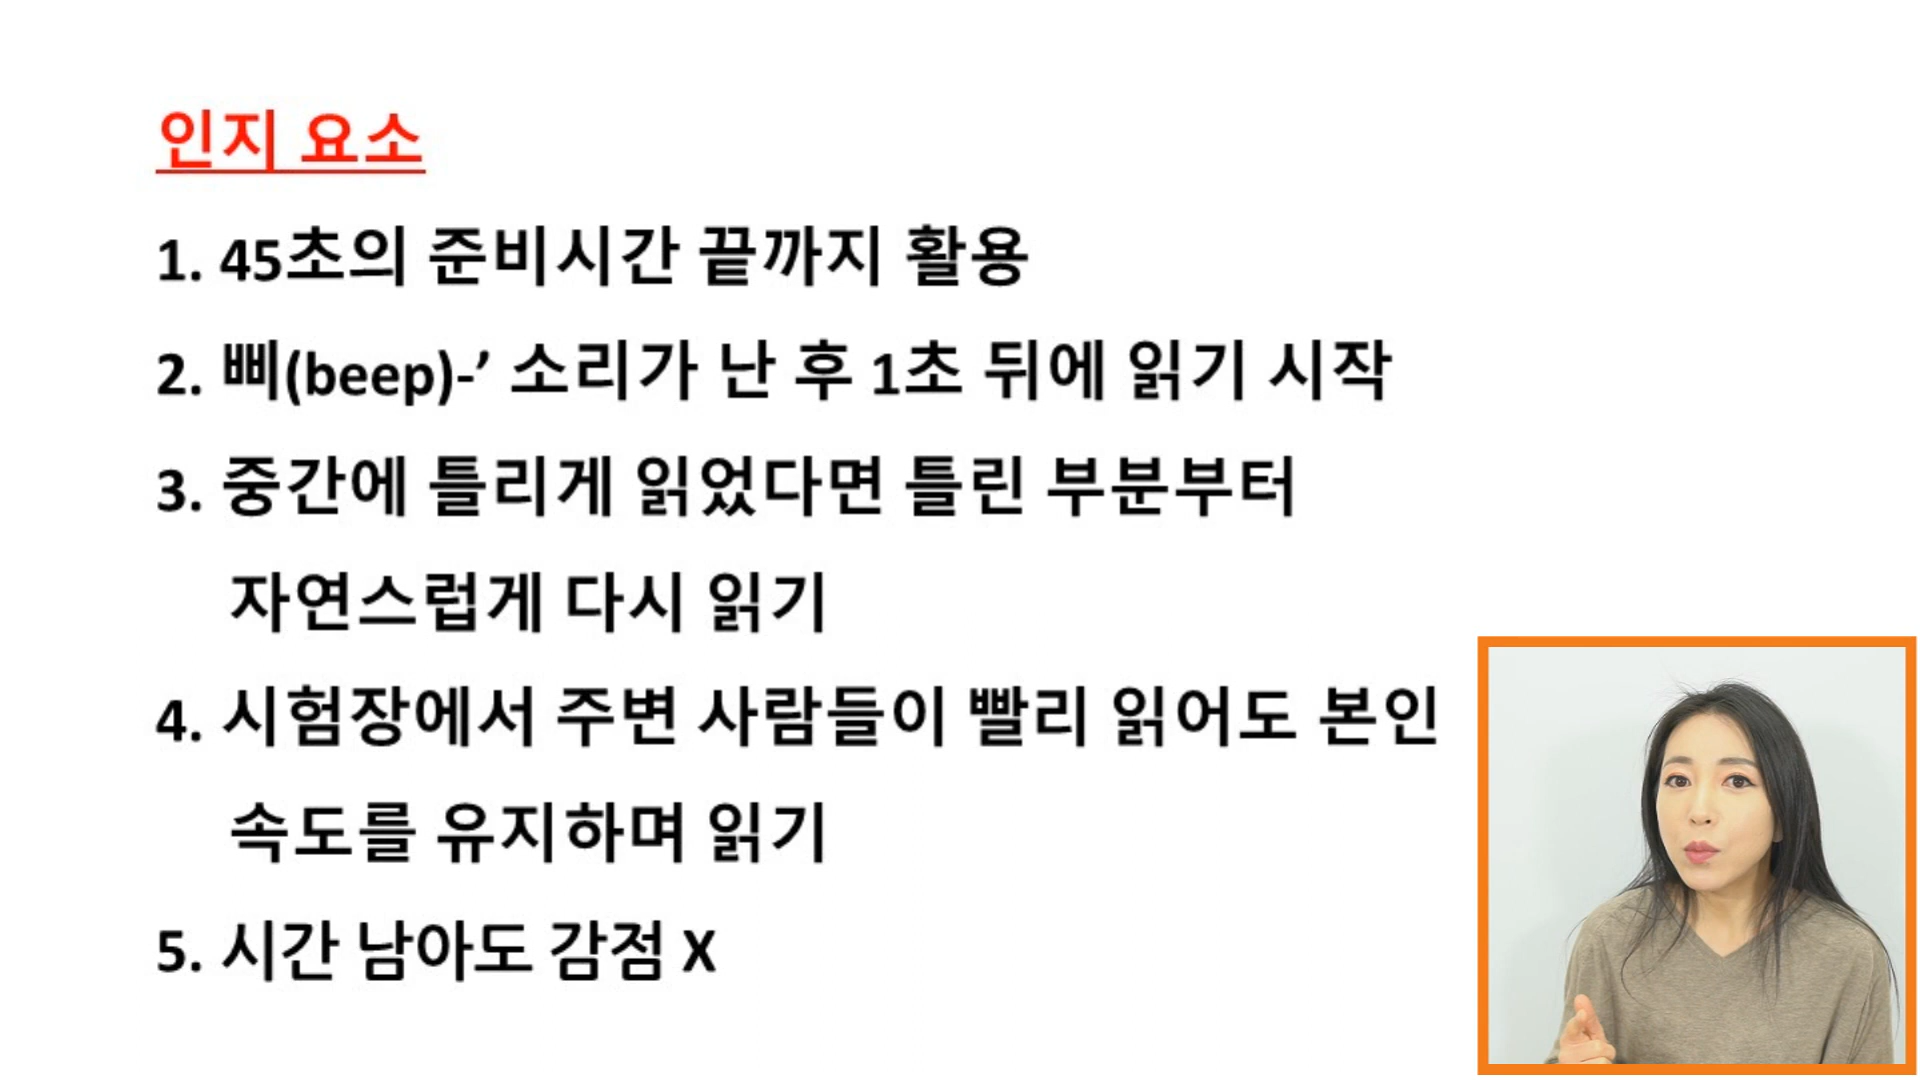 인지 요소
1. 45초의 준비시간 끝까지 활용
2. 삐(beep)-’ 소리가 난 후 1초 뒤에 읽기 시작
3. 중간에 틀리게 읽었다면 틀린 부분부터
자연스럽게 다시 읽기
4. 시험장에서 주변 사람들이 빨리 읽어도 본인
속도를 유지하며 읽기
5. 시간 남아도 감점 X